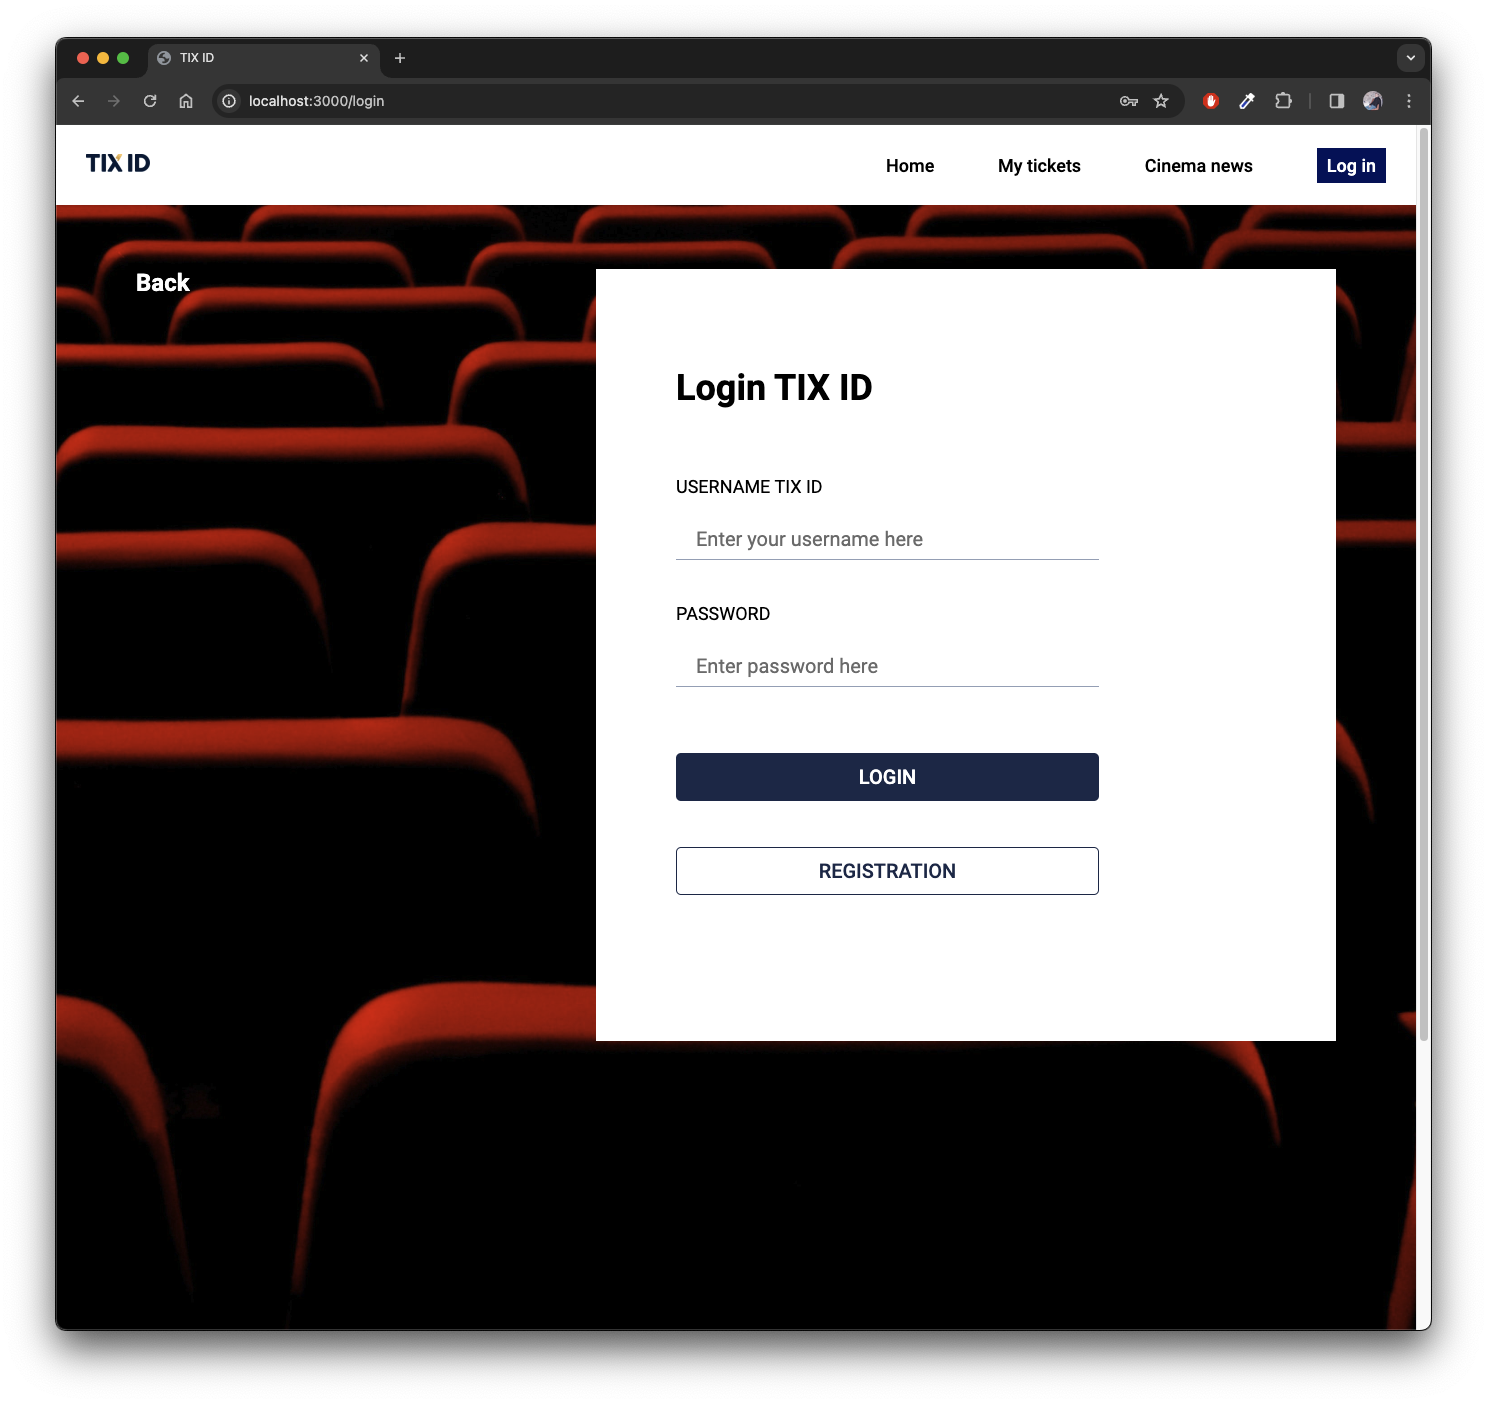 TIX ID
localhost:3000/login
TIX ID
Home
My tickets
Cinema news
Log in
Back
Login TIX ID
USERNAME TIX ID
Enter your username here
PASSWORD
Enter password here
LOGIN
REGISTRATION